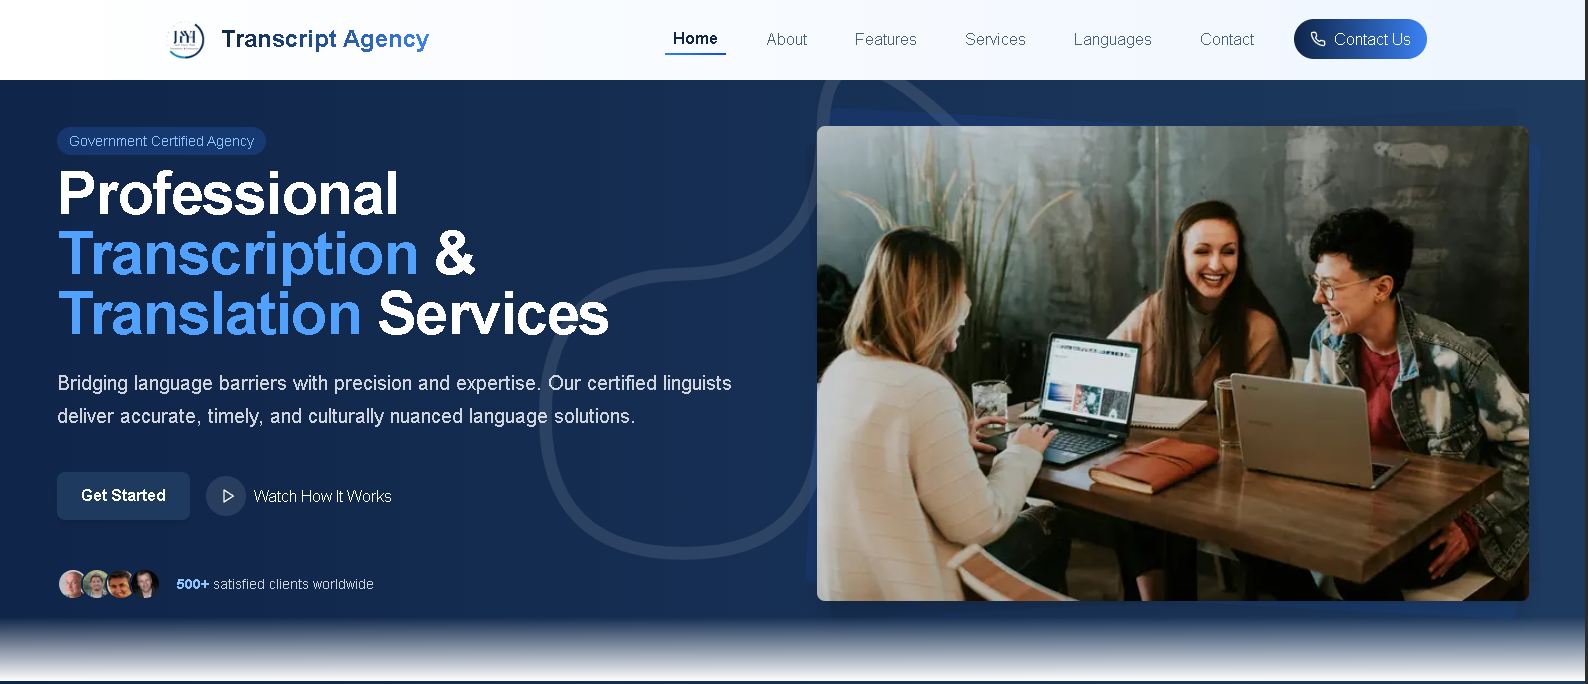 Transcript Agency
Home
About
Features
Services
Languages
Contact
Contact Us
Government Certified Agency
Professional
Transcription &
Translation Services
Bridging language barriers with precision and expertise. Our certified linguists
deliver accurate, timely, and culturally nuanced language solutions.
Get Started
Watch How It Works
500+ satisfied clients worldwide